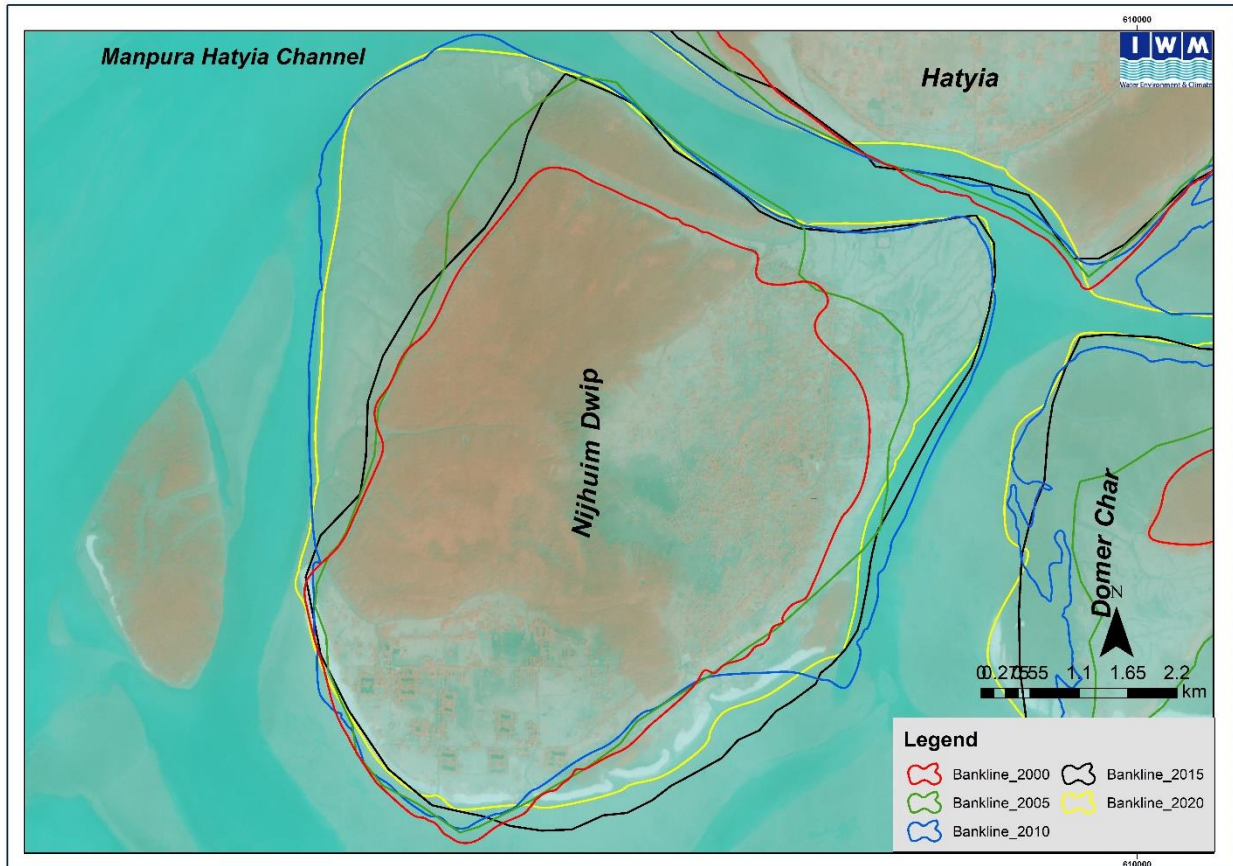 610000
Manpura Hatyia Channel
Hatyia
I W M
Water Environment & Climate
Nijhuim Dwip
Domer Char
N
0 0.275 0.55 1.1 1.65 2.2
km
Legend
Bankline_2000
Bankline_2005
Bankline_2010
Bankline_2015
Bankline_2020
610000